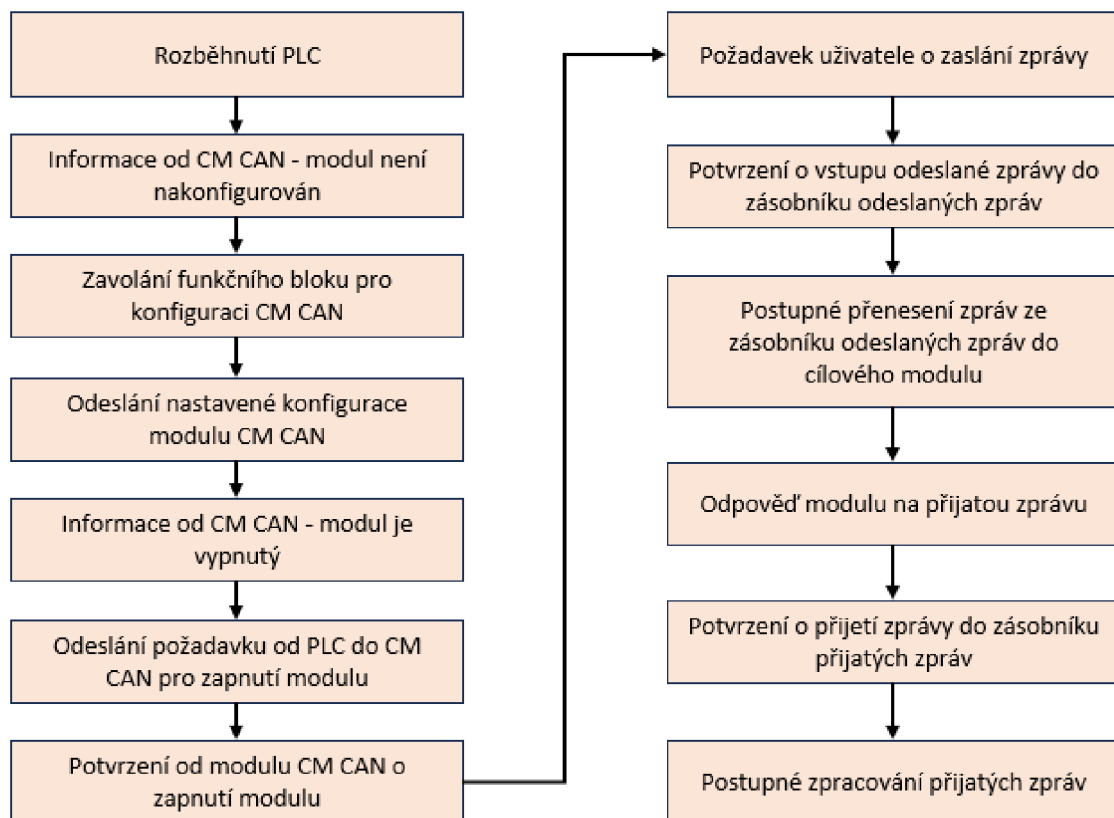 Rozběhnutí PLC
Informace od CM CAN - modul není
nakonfigurován
Zavolání funkčního bloku pro
konfiguraci CM CAN
Odeslání nastavené konfigurace
modulu CM CAN
Informace od CM CAN - modul je
vypnutý
Odeslání požadavku od PLC do CM
CAN pro zapnutí modulu
Potvrzení od modulu CM CAN o
zapnutí modulu
Požadavek uživatele o zaslání zprávy
Potvrzení o vstupu odeslané zprávy do
zásobníku odeslaných zpráv
Postupné přenesení zpráv ze
zásobníku odeslaných zpráv do
cílového modulu
Odpověď modulu na přijatou zprávu
Potvrzení o přijetí zprávy do zásobníku
přijatých zpráv
Postupné zpracování přijatých zpráv